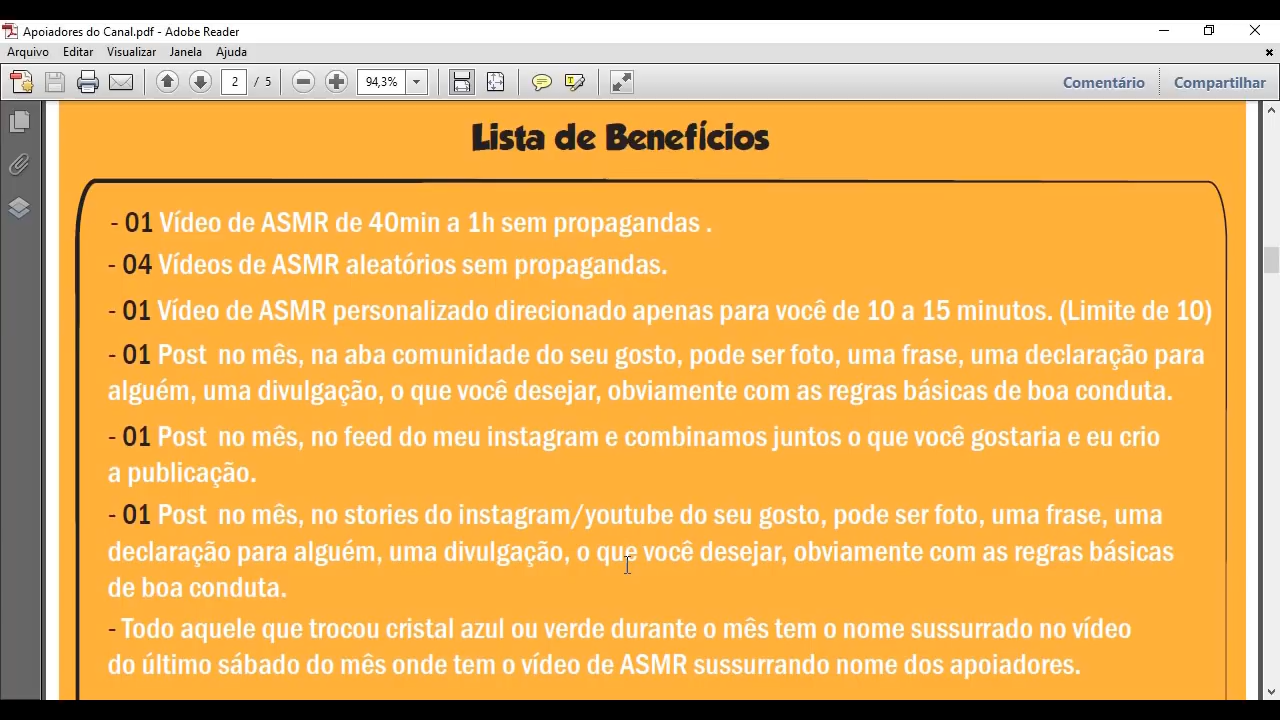 Apoiadores do Canal.pdf - Adobe Reader
Arquivo Editar Visualizar Janela Ajuda
2 / 5 94,3% Comentário Compartilhar
Lista de Benefícios
- 01 Vídeo de ASMR de 40min a 1h sem propagandas .
- 04 Vídeos de ASMR aleatórios sem propagandas.
- 01 Vídeo de ASMR personalizado direcionado apenas para você de 10 a 15 minutos. (Limite de 10)
- 01 Post no mês, na aba comunidade do seu gosto, pode ser foto, uma frase, uma declaração para
alguém, uma divulgação, o que você desejar, obviamente com as regras básicas de boa conduta.
- 01 Post no mês, no feed do meu instagram e combinamos juntos o que você gostaria e eu crio
a publicação.
- 01 Post no mês, no stories do instagram/youtube do seu gosto, pode ser foto, uma frase, uma
declaração para alguém, uma divulgação, o que você desejar, obviamente com as regras básicas
de boa conduta.
- Todo aquele que trocou cristal azul ou verde durante o mês tem o nome sussurrado no vídeo
do último sábado do mês onde tem o vídeo de ASMR sussurrando nome dos apoiadores.